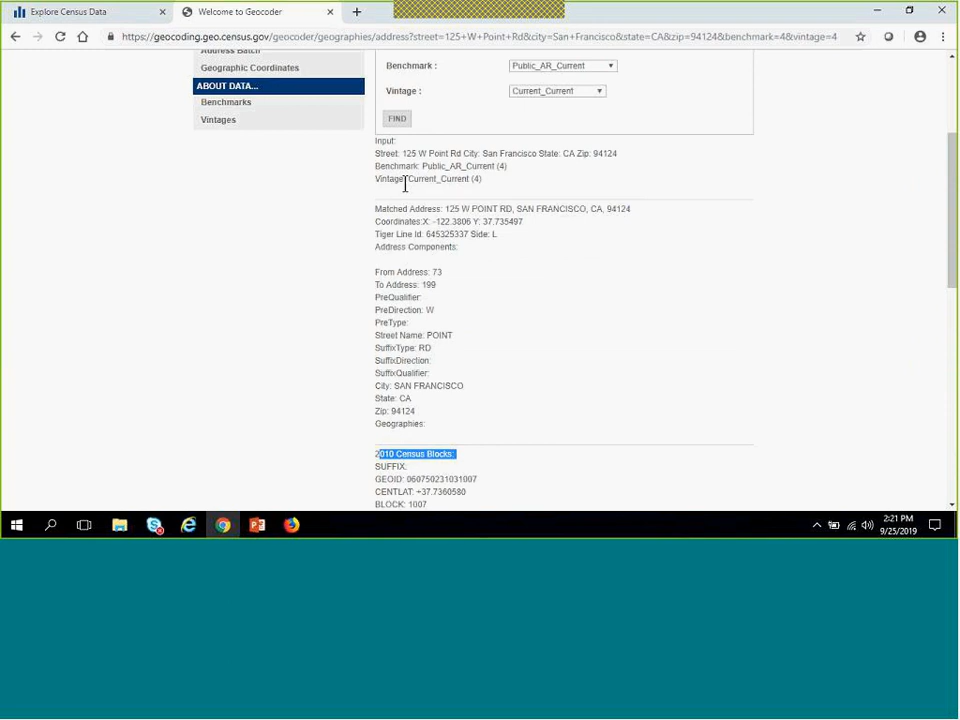 Explore Census Data
Welcome to Geocoder
https://geocoding.geo.census.gov/geocoder/geographies/address?street=125+W+Point+Rd&city=San+Francisco&state=CA&zip=94124&benchmark=4&vintage=4
Address Batch
Geographic Coordinates
ABOUT DATA...
Benchmarks
Vintages
Benchmark :
Public_AR_Current
Vintage :
Current_Current
FIND
Input:
Street: 125 W Point Rd City: San Francisco State: CA Zip: 94124
Benchmark: Public_AR_Current (4)
Vintage: Current_Current (4)
Matched Address: 125 W POINT RD, SAN FRANCISCO, CA, 94124
Coordinates:X: -122.3806 Y: 37.735497
Tiger Line Id: 645325337 Side: L
Address Components:
From Address: 73
To Address: 199
PreQualifier:
PreDirection: W
PreType:
Street Name: POINT
SuffixType: RD
SuffixDirection:
SuffixQualifier:
City: SAN FRANCISCO
State: CA
Zip: 94124
Geographies:
2010 Census Blocks:
SUFFIX:
GEOID: 060750231031007
CENTLAT: +37.7360580
BLOCK: 1007
2:21 PM
9/25/2019